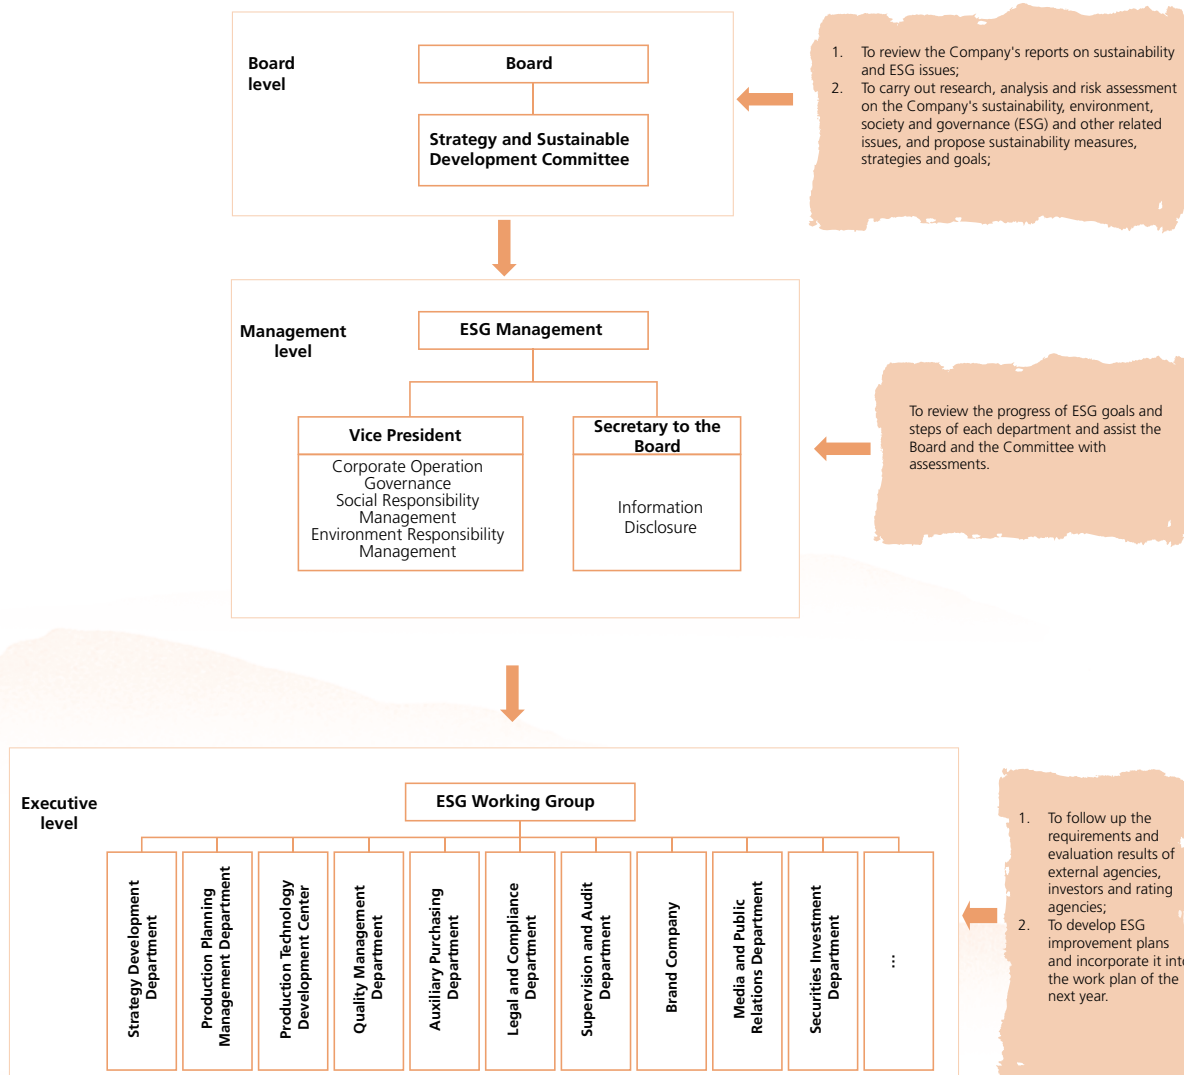 Board
level
Board
Strategy and Sustainable
Development Committee
1. To review the Company's reports on sustainability
and ESG issues;
2. To carry out research, analysis and risk assessment
on the Company's sustainability, environment,
society and governance (ESG) and other related
issues, and propose sustainability measures,
strategies and goals;
Management
level
ESG Management
Vice President
Corporate Operation
Governance
Social Responsibility
Management
Environment Responsibility
Management
Secretary to the
Board
Information
Disclosure
To review the progress of ESG goals and
steps of each department and assist the
Board and the Committee with
assessments.
Executive
level
ESG Working Group
Strategy Development
Department
Production Planning
Management Department
Production Technology
Development Center
Quality Management
Department
Auxiliary Purchasing
Department
Legal and Compliance
Department
Supervision and Audit
Department
Brand Company
Media and Public
Relations Department
Securities Investment
Department
...
1. To follow up the
requirements and
evaluation results of
external agencies,
investors and rating
agencies;
2. To develop ESG
improvement plans
and incorporate it into
the work plan of the
next year.